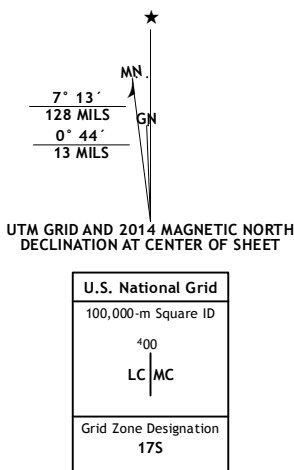 ★
MN
7° 13´
128 MILS
GN
0° 44´
13 MILS
UTM GRID AND 2014 MAGNETIC NORTH
DECLINATION AT CENTER OF SHEET
U.S. National Grid
100,000-m Square ID
⁴00
LC MC
Grid Zone Designation
17S